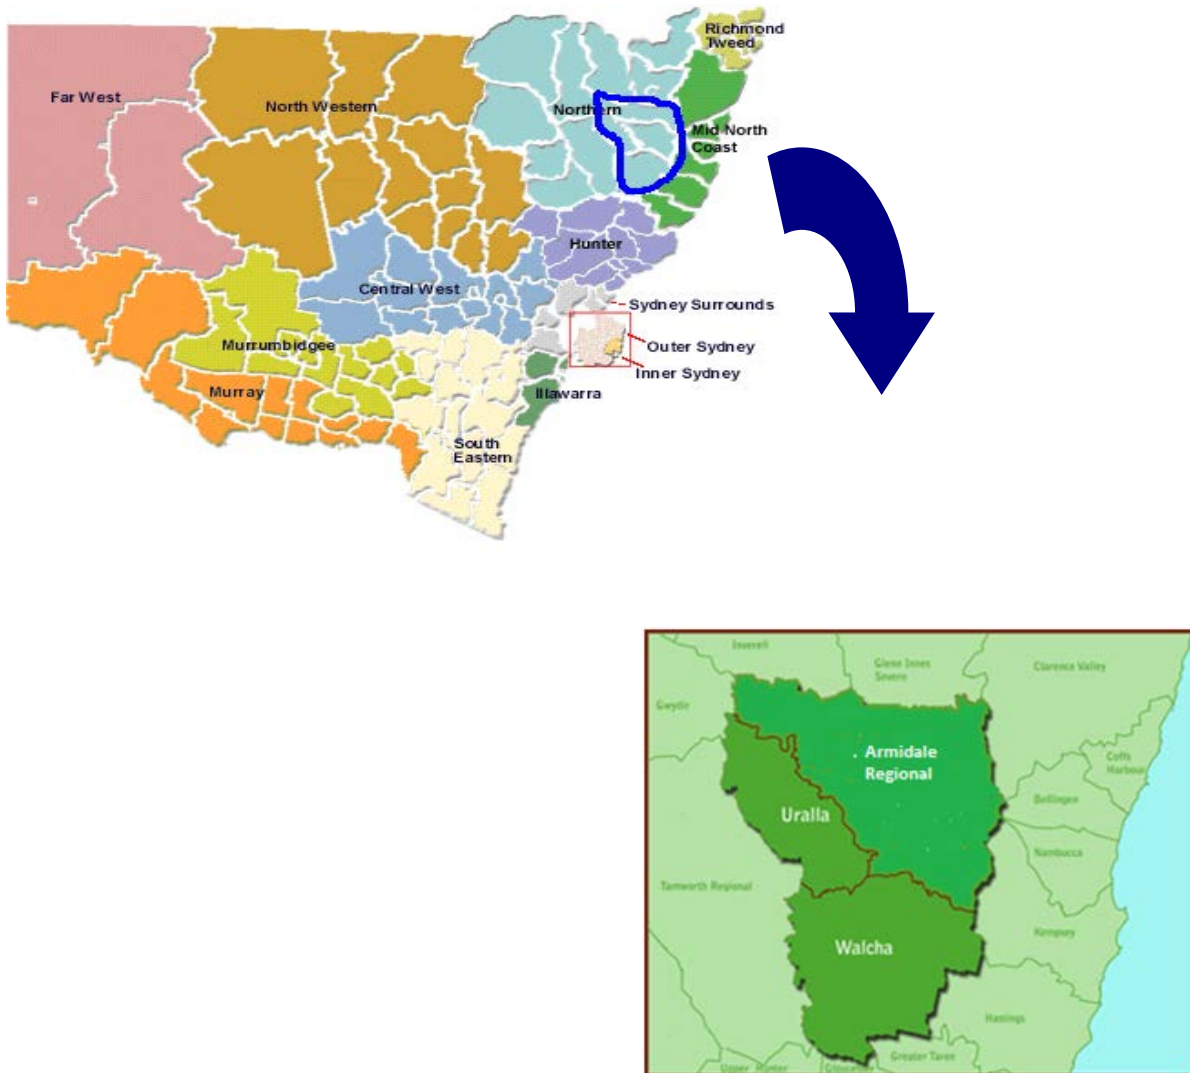 Richmond
Tweed
Far West
North Western
Northern
Mid North
Coast
Hunter
Central West
Sydney Surrounds
Murrumbidgee
Outer Sydney
Inner Sydney
Murray
Illawarra
South
Eastern
Inverell
Glenn Innes
Severn
Clarence Valley
Gwydir
Armidale
Regional
Coffs
Harbour
Bellingen
Uralla
Nambucca
Tamworth Regional
Kempsey
Walcha
Hastings
Greater Taree
Upper Hunter